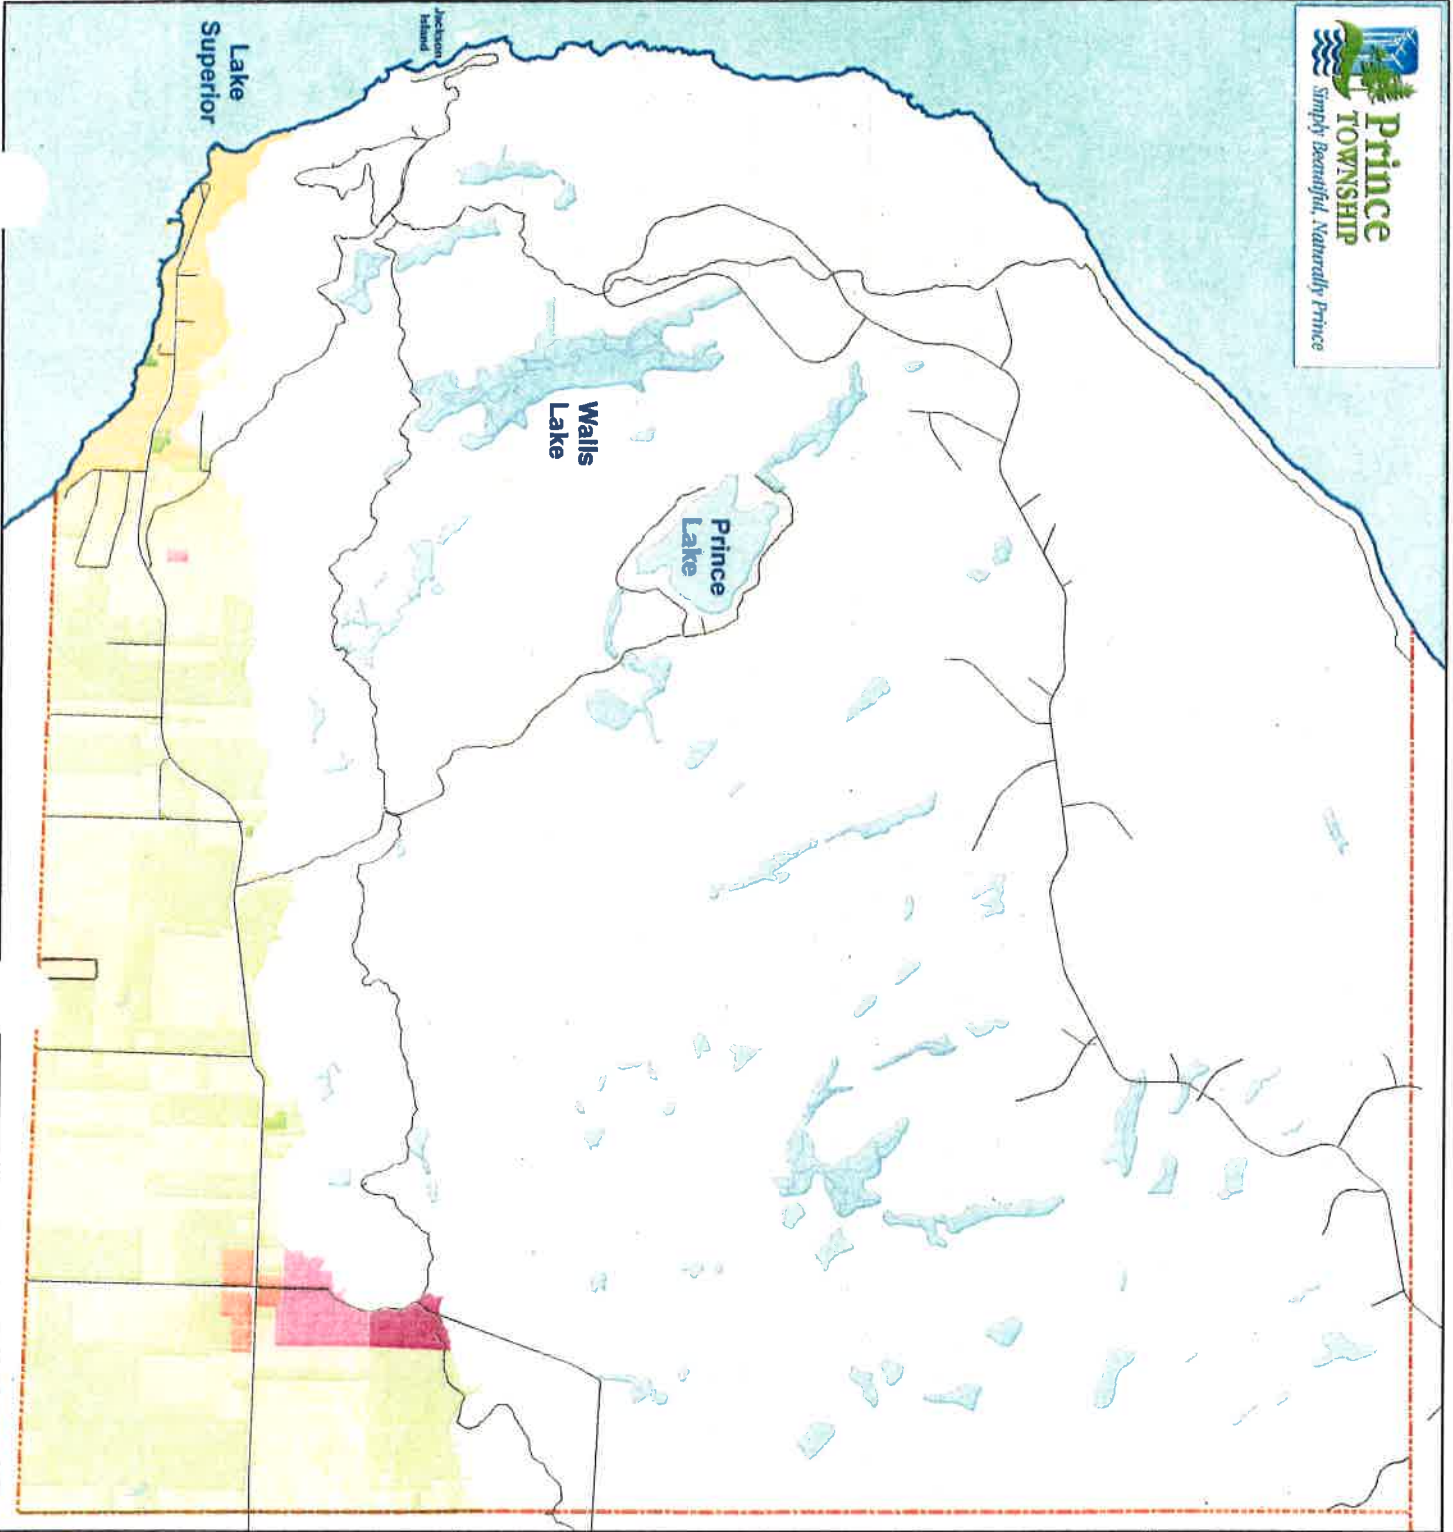 Prince
TOWNSHIP
Simply Beautiful, Naturally Prince
Jackson
Island
Lake
Superior
Walls
Lake
Prince
Lake